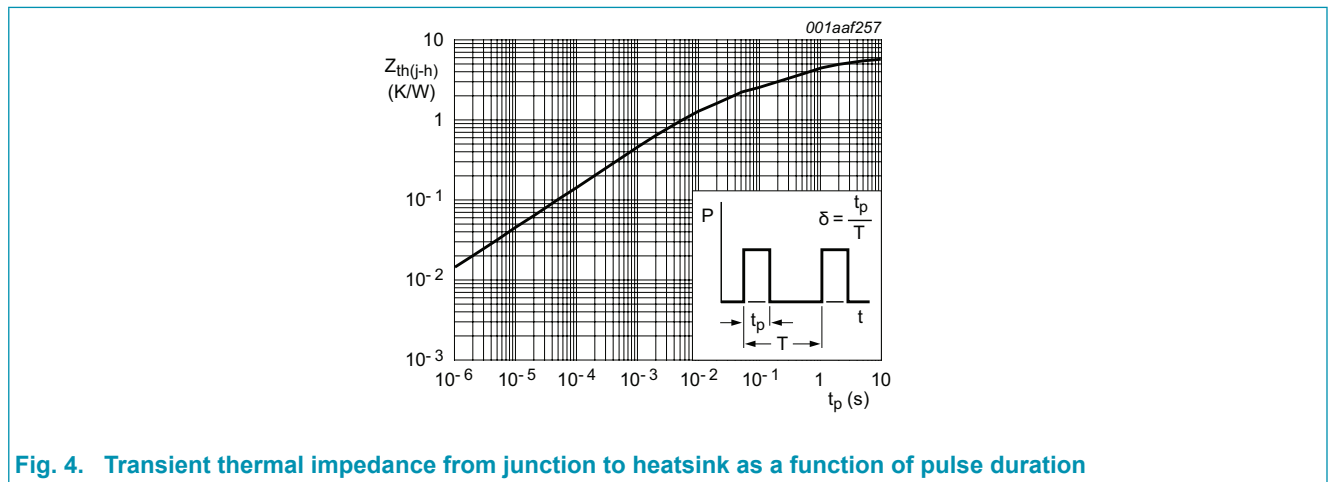 001aaf257
10
Zth(j-h)
(K/W)
1
10-1
10-2
10-3
P
δ = tp/T
tp
t
T
10-6 10-5 10-4 10-3 10-2 10-1 1 10
tp (s)
Fig. 4. Transient thermal impedance from junction to heatsink as a function of pulse duration